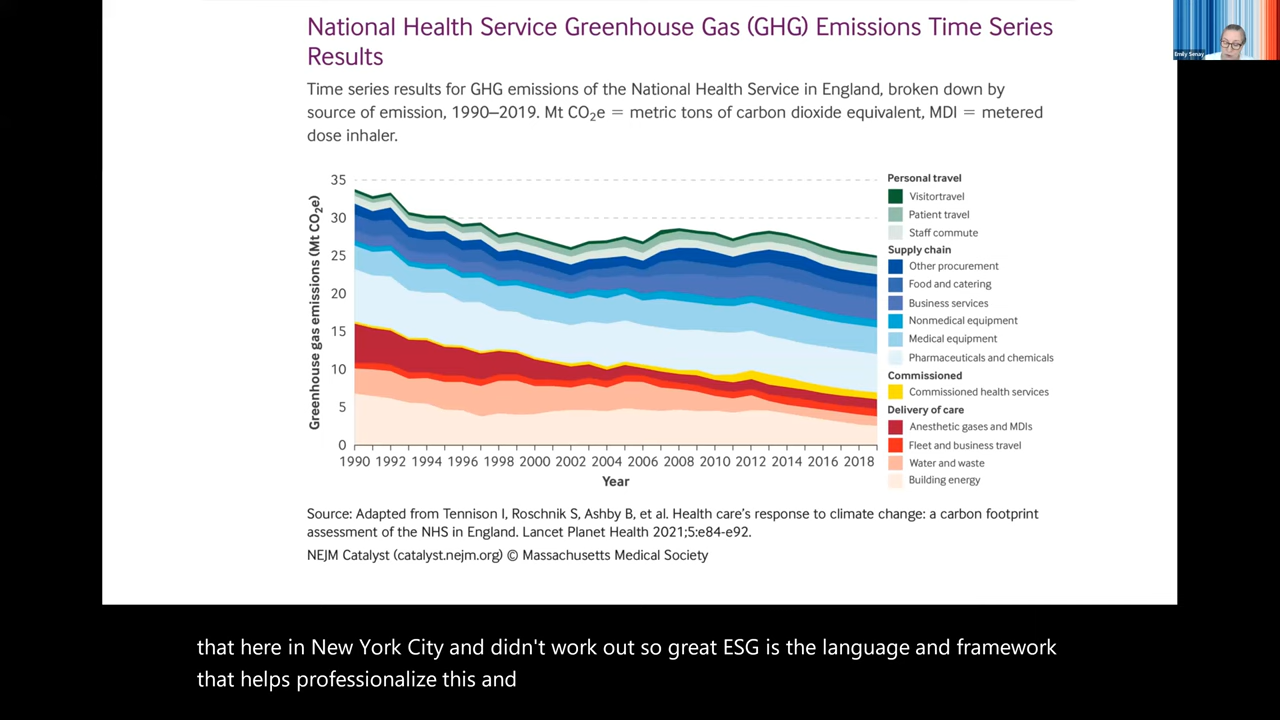 National Health Service Greenhouse Gas (GHG) Emissions Time Series
Results
Time series results for GHG emissions of the National Health Service in England, broken down by
source of emission, 1990–2019. Mt CO₂e = metric tons of carbon dioxide equivalent, MDI = metered
dose inhaler.
Emily Senay
Greenhouse gas emissions (Mt CO₂e)
35
30
25
20
15
10
5
0
1990 1992 1994 1996 1998 2000 2002 2004 2006 2008 2010 2012 2014 2016 2018
Year
Personal travel
Visitortravel
Patient travel
Staff commute
Supply chain
Other procurement
Food and catering
Business services
Nonmedical equipment
Medical equipment
Pharmaceuticals and chemicals
Commissioned
Commissioned health services
Delivery of care
Anesthetic gases and MDIs
Fleet and business travel
Water and waste
Building energy
Source: Adapted from Tennison I, Roschnik S, Ashby B, et al. Health care's response to climate change: a carbon footprint
assessment of the NHS in England. Lancet Planet Health 2021;5:e84-e92.
NEJM Catalyst (catalyst.nejm.org) © Massachusetts Medical Society
that here in New York City and didn't work out so great ESG is the language and framework
that helps professionalize this and